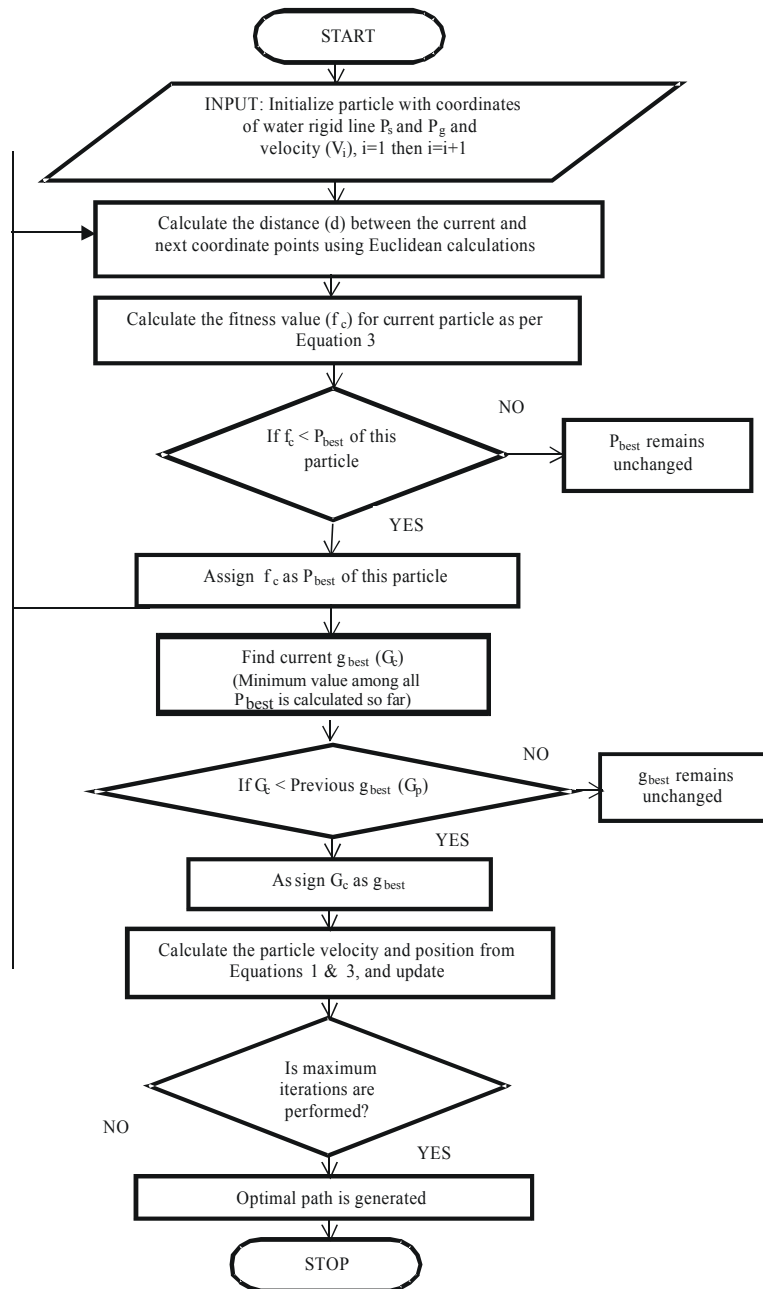 START
INPUT: Initialize particle with coordinates
of water rigid line Ps and Pg and
velocity (Vi), i=1 then i=i+1
Calculate the distance (d) between the current and
next coordinate points using Euclidean calculations
Calculate the fitness value (fc) for current particle as per
Equation 3
NO
If fc < Pbest of this
particle
Pbest remains
unchanged
YES
Assign fc as Pbest of this particle
Find current gbest (Gc)
(Minimum value among all
Pbest is calculated so far)
NO
If Gc < Previous gbest (Gp)
gbest remains
unchanged
YES
Assign Gc as gbest
Calculate the particle velocity and position from
Equations 1 & 3, and update
Is maximum
iterations are
performed?
NO
YES
Optimal path is generated
STOP